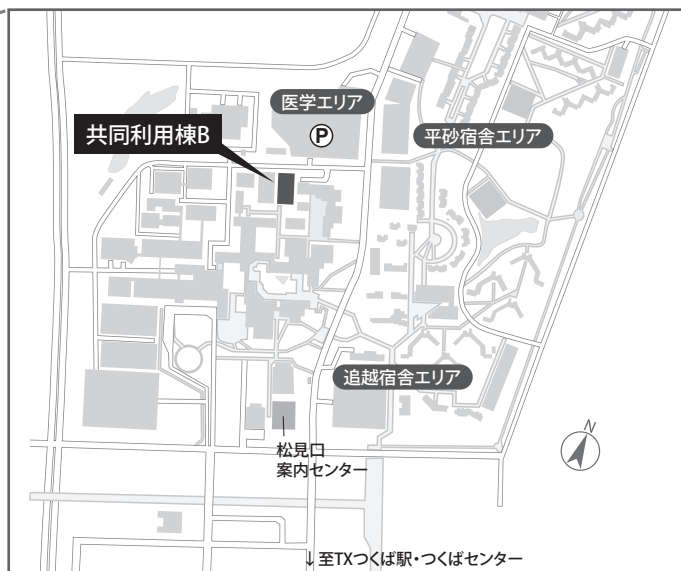 医学エリア
P
共同利用棟B
平砂宿舎エリア
追越宿舎エリア
松見口
案内センター
N
↓至TXつくば駅・つくばセンター